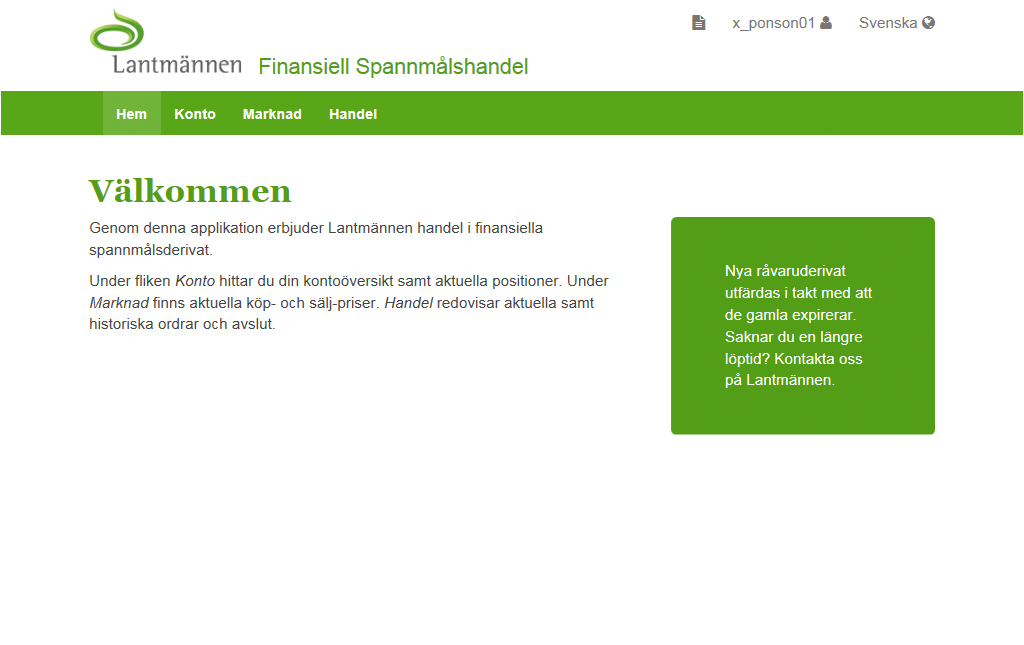 x_ponson01 Svenska
Lantmännen Finansiell Spannmålshandel
Hem Konto Marknad Handel
Välkommen
Genom denna applikation erbjuder Lantmännen handel i finansiella
spannmålsderivat.
Under fliken Konto hittar du din kontoöversikt samt aktuella positioner. Under
Marknad finns aktuella köp- och sälj-priser. Handel redovisar aktuella samt
historiska ordrar och avslut.
Nya råvaruderivat
utfärdas i takt med att
de gamla expirerar.
Saknar du en längre
löptid? Kontakta oss
på Lantmännen.